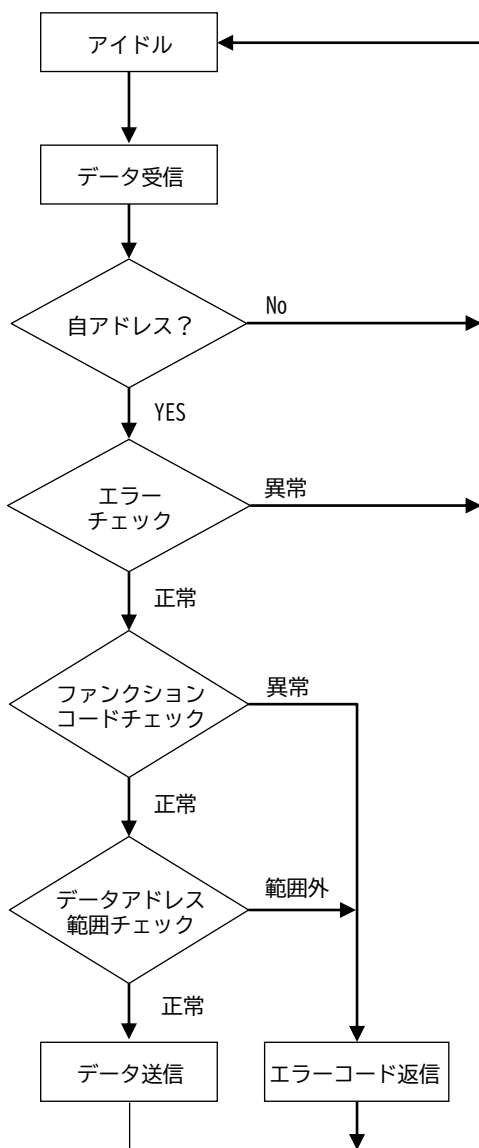 アイドル
データ受信
自アドレス？
No
YES
エラー
チェック
異常
正常
ファンクション
コードチェック
異常
正常
データアドレス
範囲チェック
範囲外
正常
データ送信
エラーコード返信